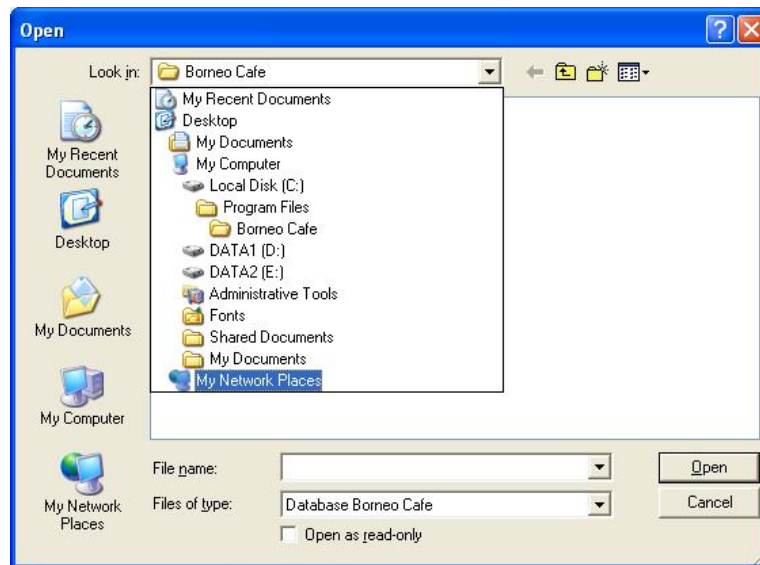 Open
Look in: Borneo Cafe
My Recent Documents
Desktop
My Documents
My Computer
Local Disk (C:)
Program Files
Borneo Cafe
DATA1 (D:)
DATA2 (E:)
Administrative Tools
Fonts
Shared Documents
My Documents
My Network Places
My Recent
Documents
Desktop
My Documents
My Computer
My Network
Places
File name:
Open
Files of type: Database Borneo Cafe
Cancel
Open as read-only